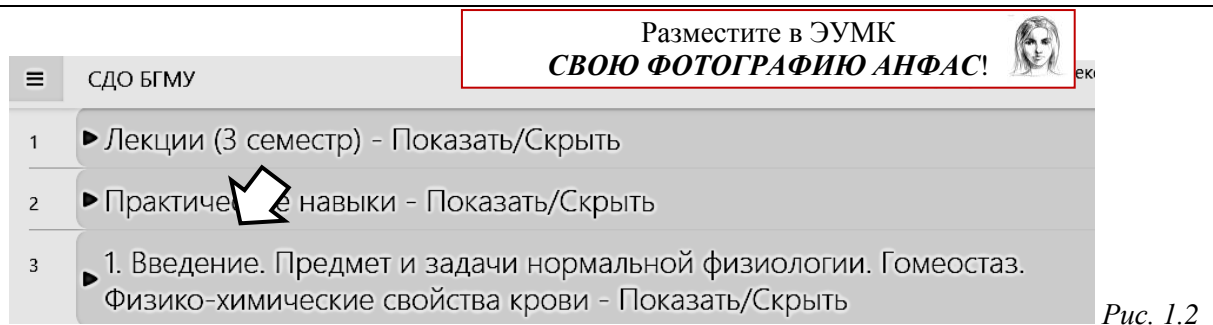 Разместите в ЭУМК
СВОЮ ФОТОГРАФИЮ АНФАС!
СДО БГМУ
1 Лекции (3 семестр) - Показать/Скрыть
2 навыки - Показать/Скрыть
3 1. Введение. Предмет и задачи нормальной физиологии. Гомеостаз.
Физико-химические свойства крови - Показать/Скрыть
Рис. 1.2